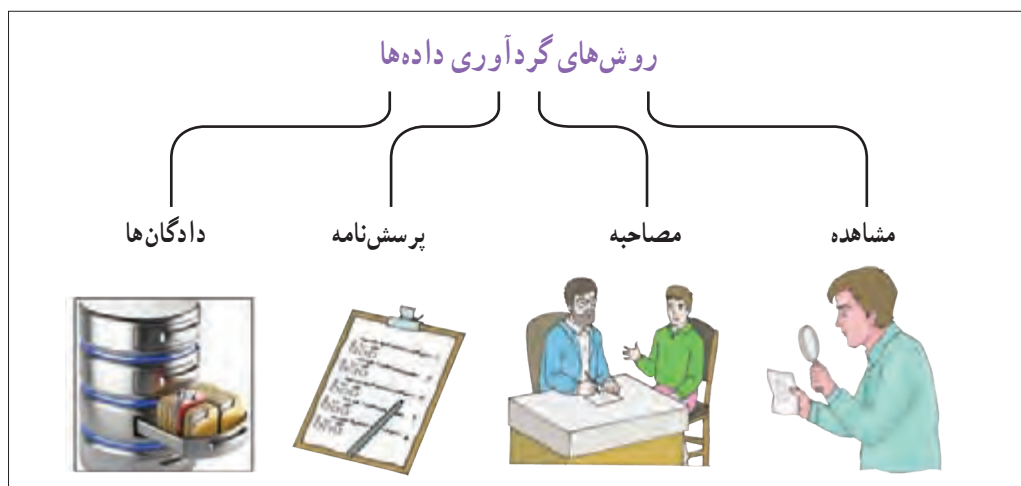 روش‌های گردآوری داده‌ها
مشاهده
مصاحبه
پرسش‌نامه
دادگان‌ها